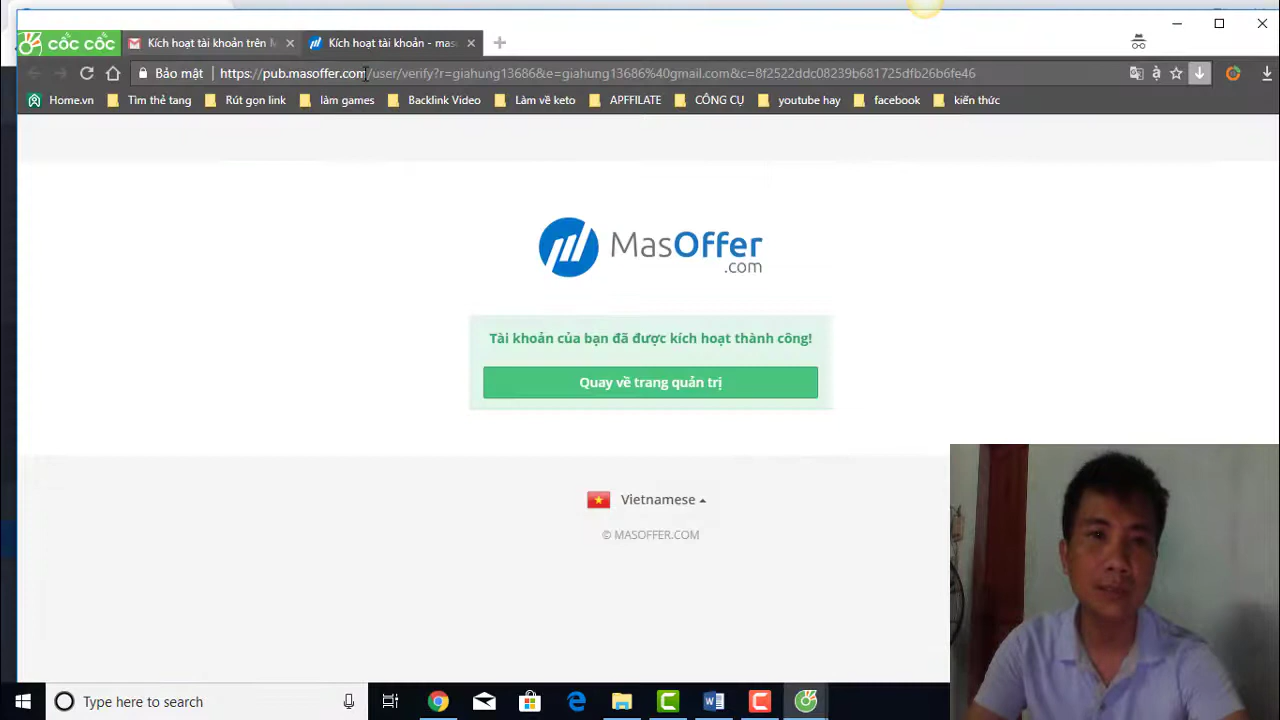 cốc cốc
Kích hoạt tài khoản trên M
Kích hoạt tài khoản - mas
Bảo mật
https://pub.masoffer.com/user/verify?r=giahung13686&e=giahung13686%40gmail.com&c=8f2522ddc08239b681725dfb26b6fe46
Home.vn
Tìm thẻ tang
Rút gọn link
làm games
Backlink Video
Làm về keto
APFFILATE
CÔNG CỤ
youtube hay
facebook
kiến thức
MasOffer
.com
Tài khoản của bạn đã được kích hoạt thành công!
Quay về trang quản trị
Vietnamese
© MASOFFER.COM
Type here to search